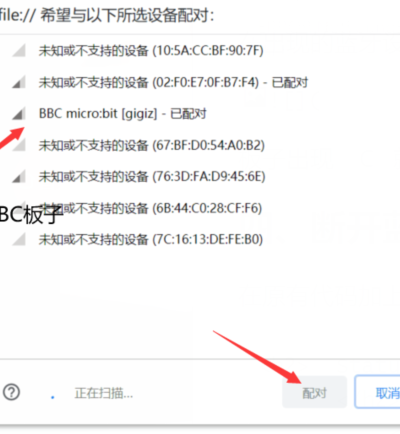 file:// 希望与以下所选设备配对:
未知或不支持的设备 (10:5A:CC:BF:90:7F)
未知或不支持的设备 (02:F0:E7:0F:B7:F4) - 已配对
BBC micro:bit [gigiz] - 已配对
未知或不支持的设备 (67:BF:D0:54:A0:B2)
未知或不支持的设备 (76:3D:FA:D9:45:6E)
BC板子
未知或不支持的设备 (6B:44:C0:28:CF:F6)
未知或不支持的设备 (7C:16:13:DE:FE:B0)
正在扫描...
配对
取消